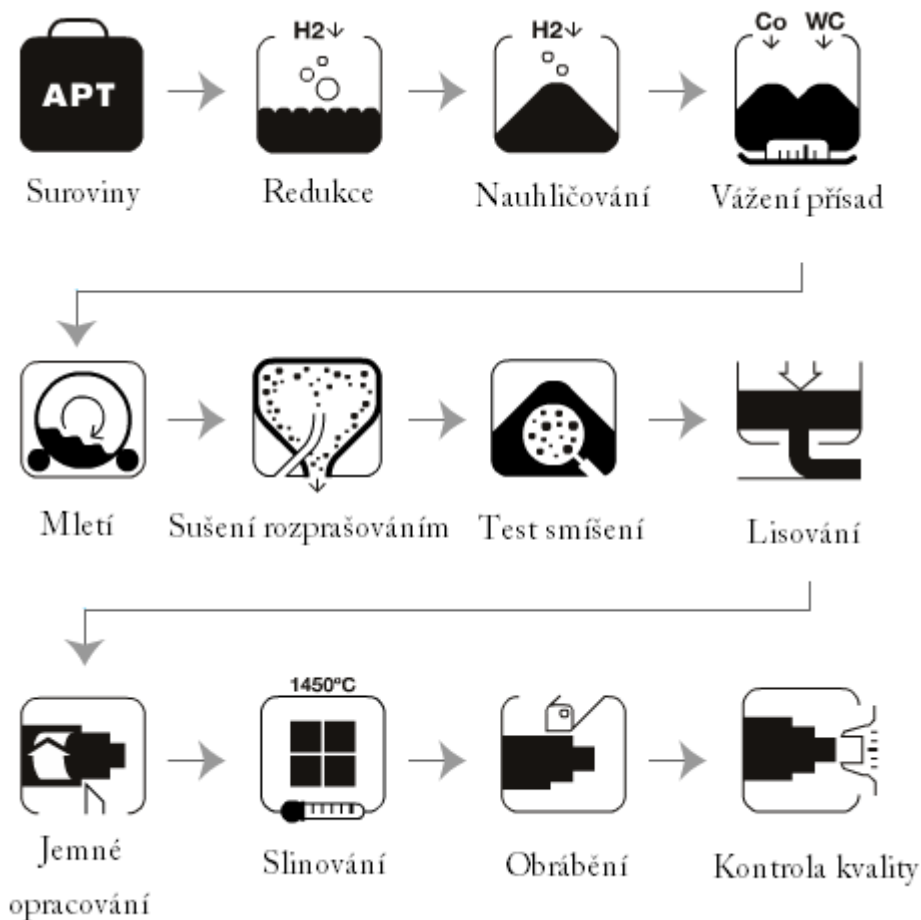 H2 H2 Co WC
APT
Suroviny Redukce Nauhličování Vážení přísad
Mletí Sušení rozprašováním Test smíšení Lisování
1450ºC
Jemné Slinování Obrábění Kontrola kvality
opracování